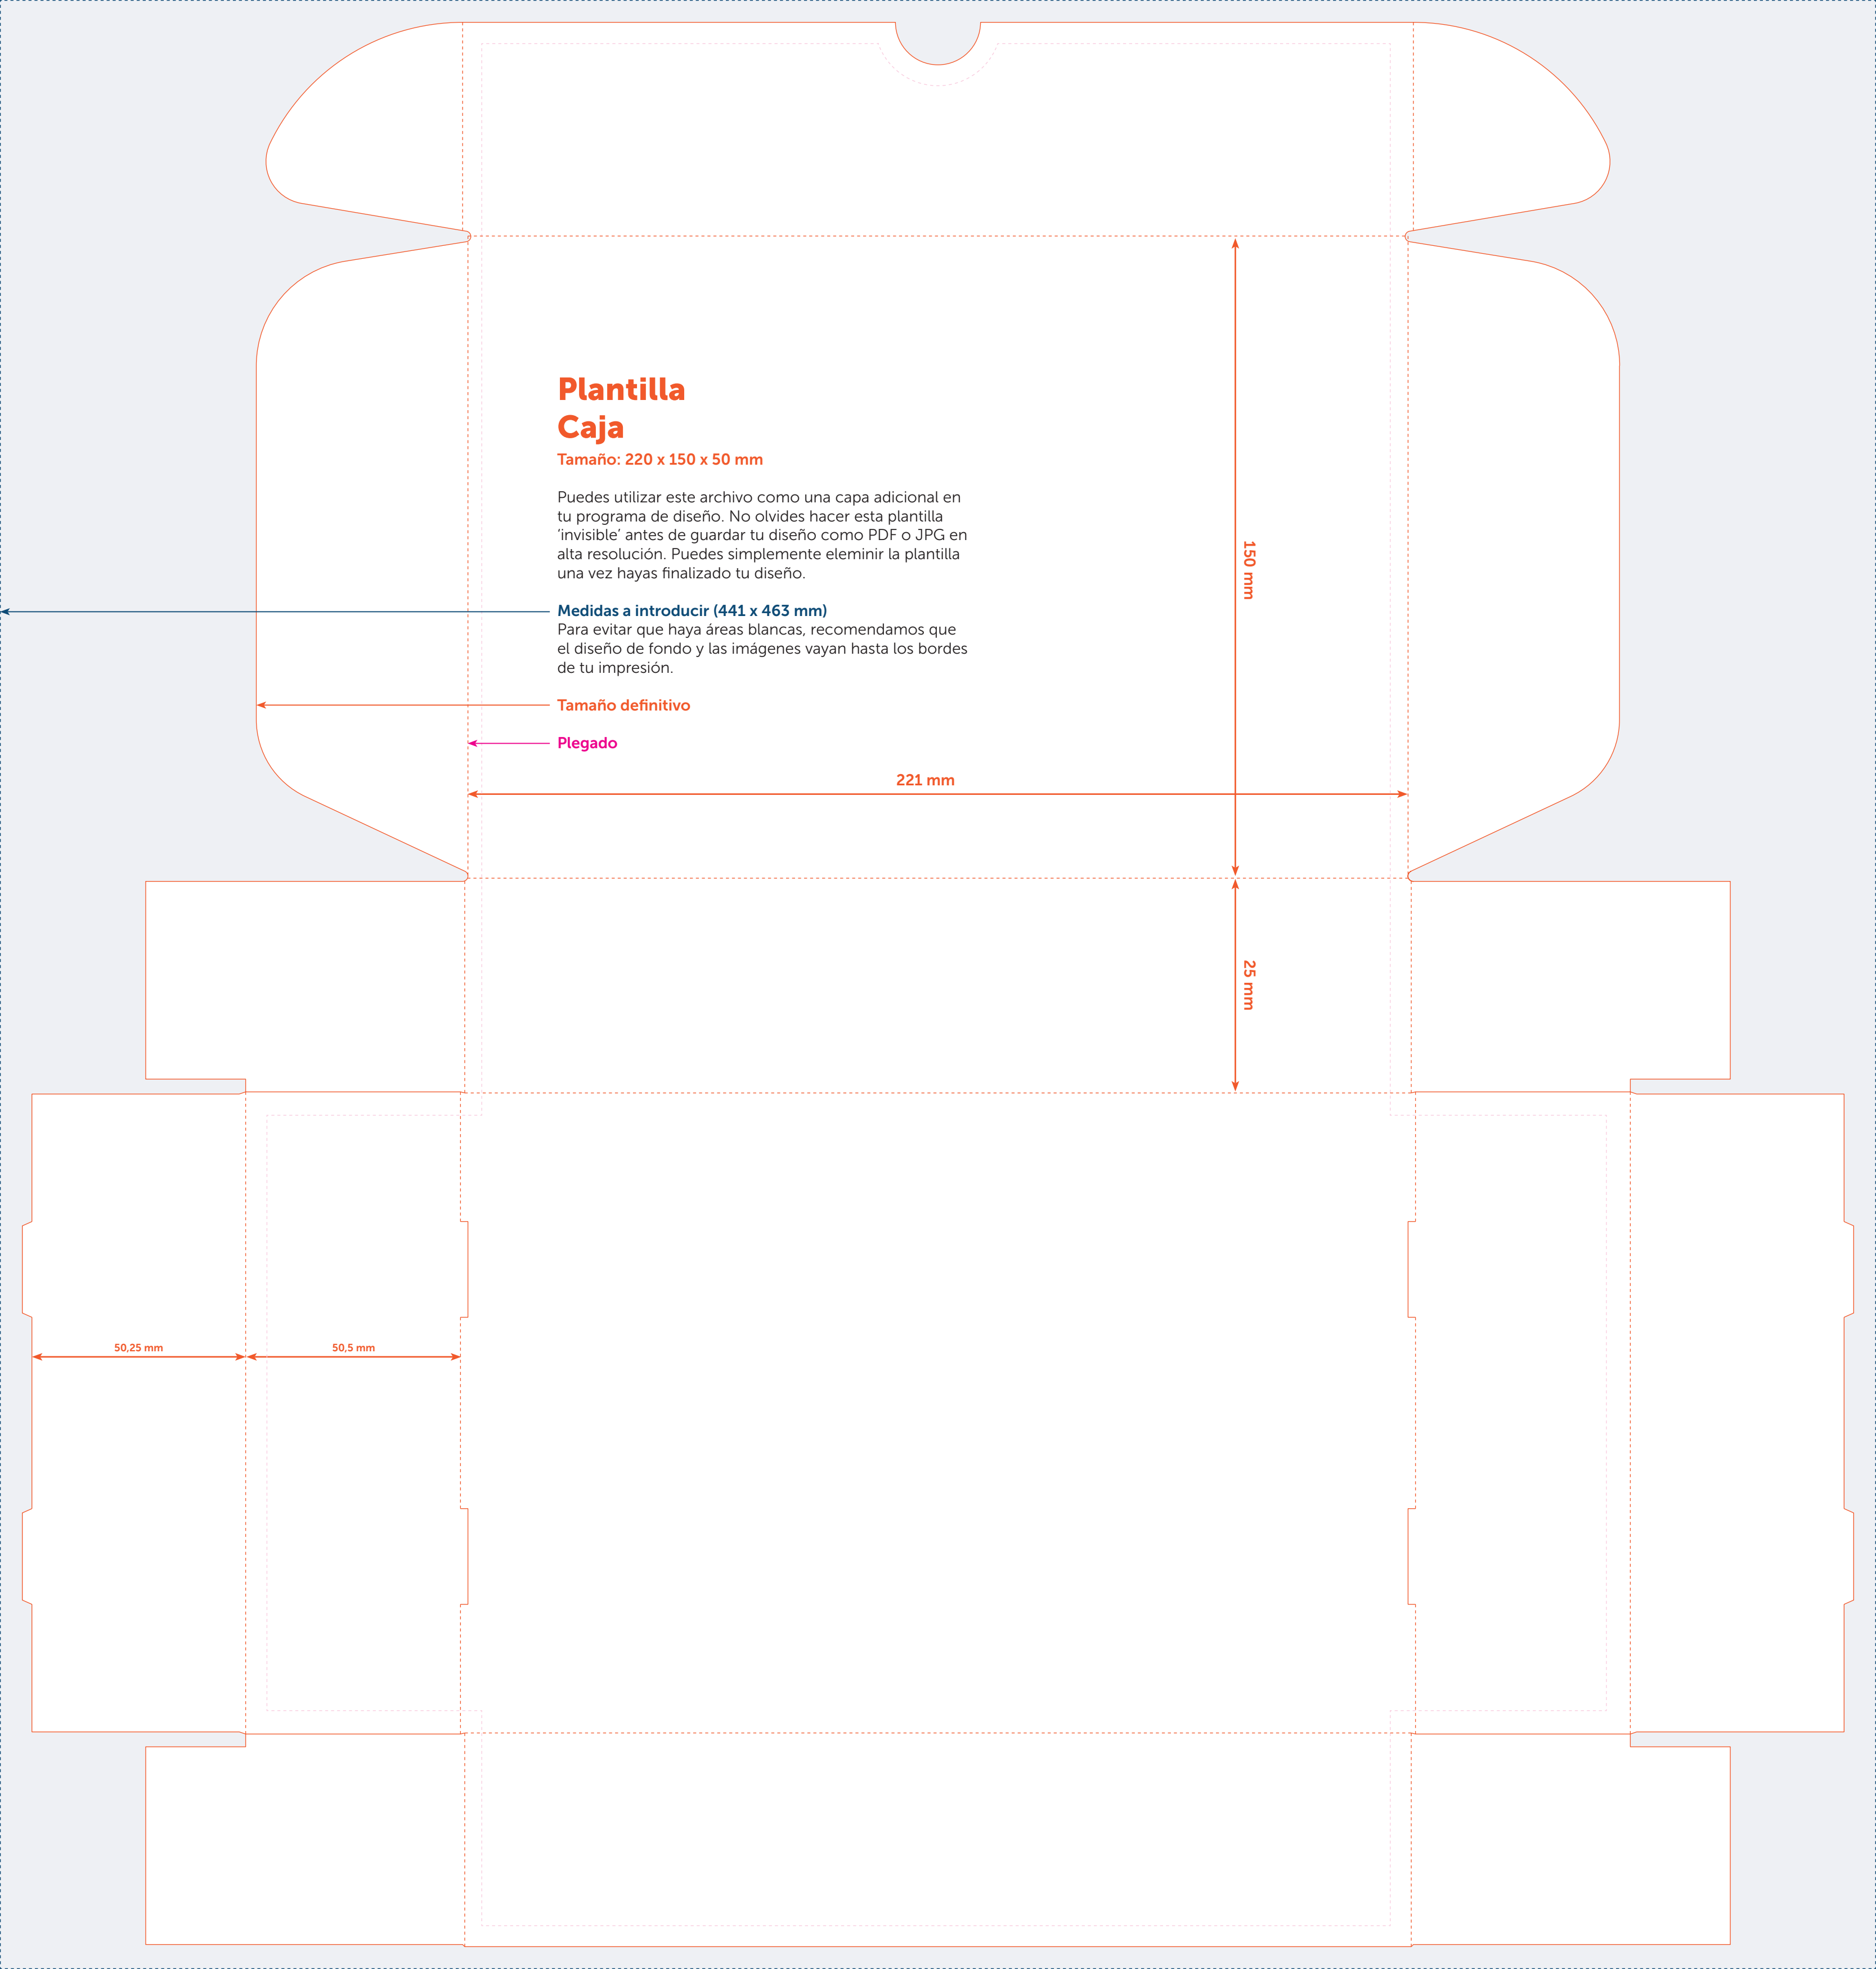 Plantilla
Caja
Tamaño: 220 x 150 x 50 mm
Puedes utilizar este archivo como una capa adicional en
tu programa de diseño. No olvides hacer esta plantilla
‘invisible’ antes de guardar tu diseño como PDF o JPG en
alta resolución. Puedes simplemente eleminir la plantilla
una vez hayas finalizado tu diseño.
Medidas a introducir (441 x 463 mm)
Para evitar que haya áreas blancas, recomendamos que
el diseño de fondo y las imágenes vayan hasta los bordes
de tu impresión.
Tamaño definitivo
Plegado
221 mm
150 mm
25 mm
50,25 mm
50,5 mm